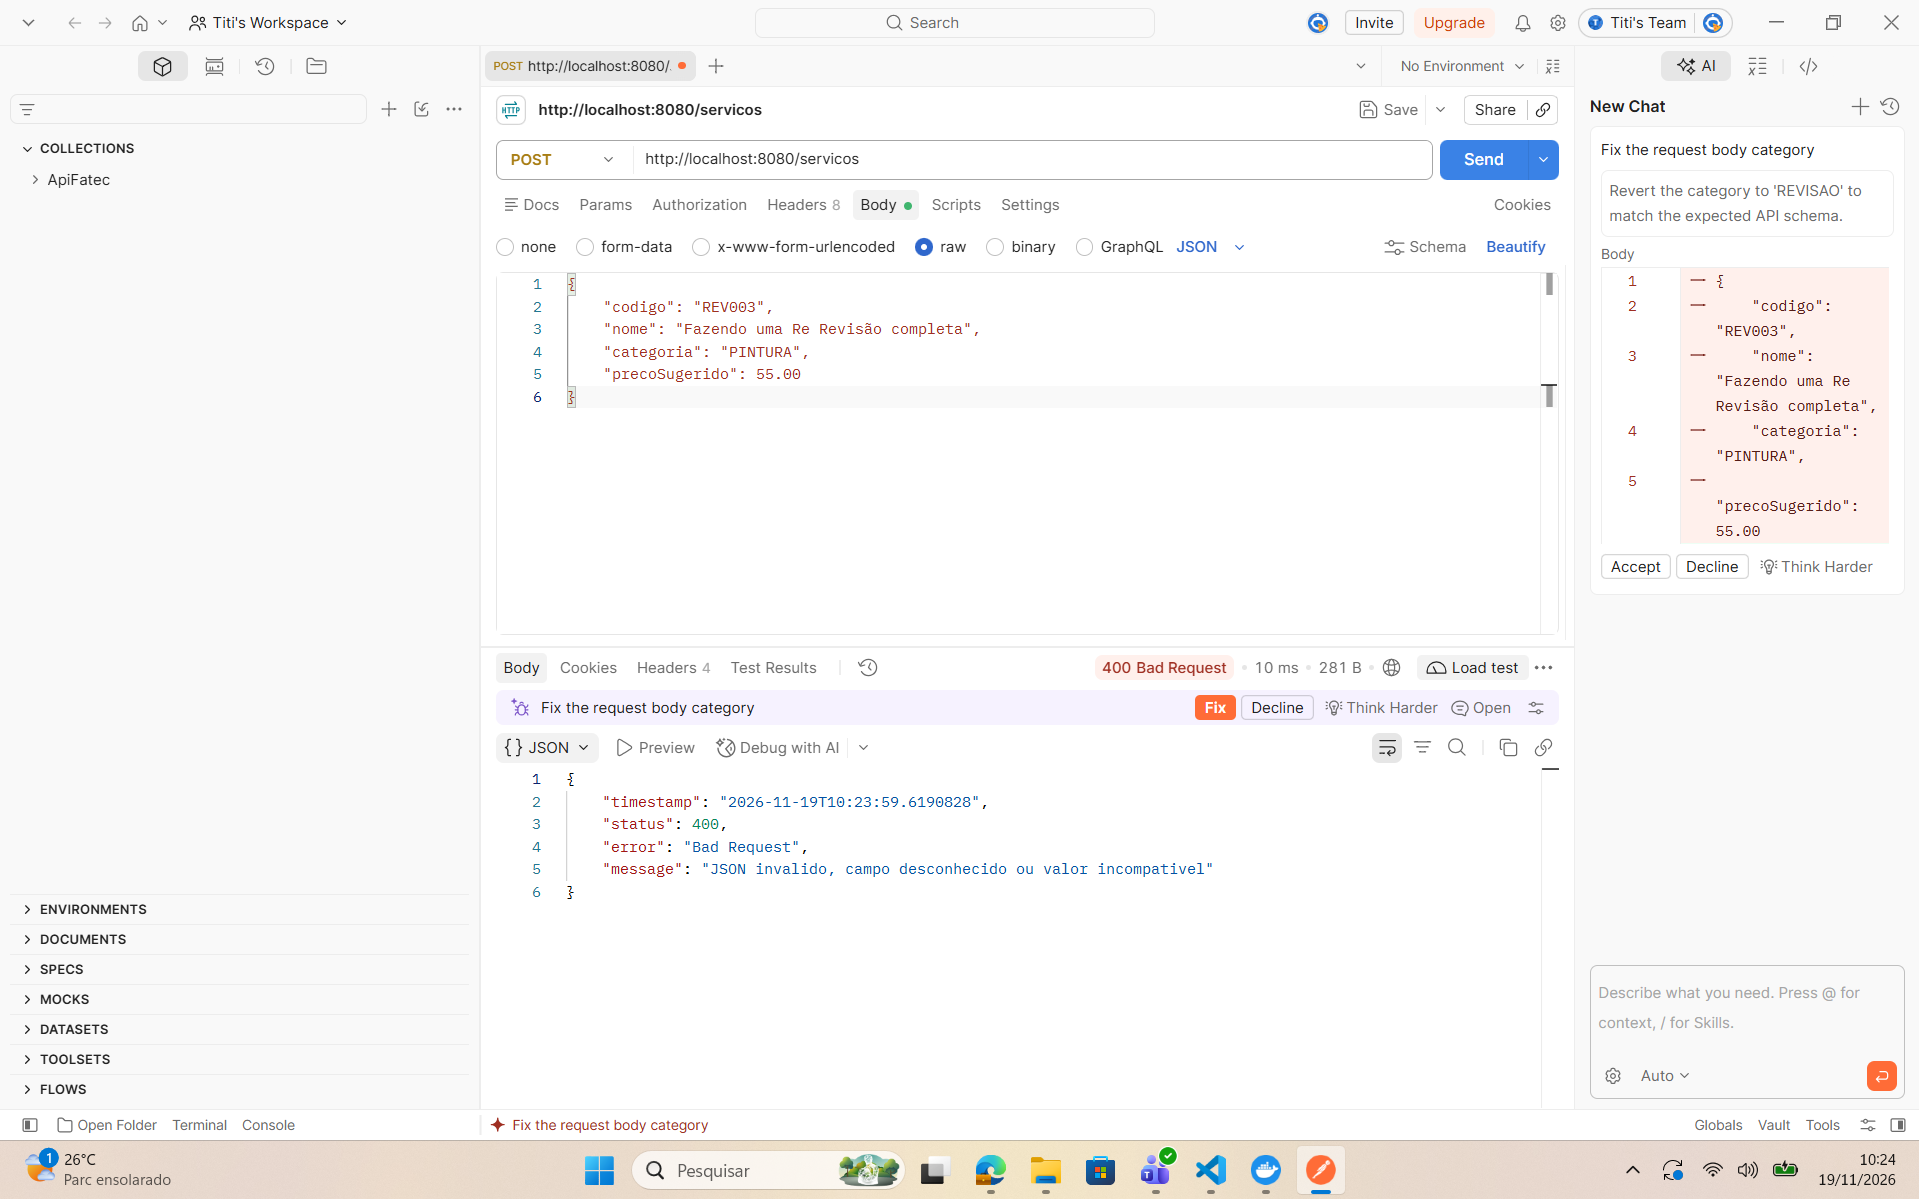 Titi's Workspace
Search
Invite
Upgrade
Titi's Team
POST http://localhost:8080/.
No Environment
AI
COLLECTIONS
ApiFatec
http://localhost:8080/servicos
Save
Share
POST
http://localhost:8080/servicos
Send
Docs Params Authorization Headers 8 Body Scripts Settings Cookies
none form-data x-www-form-urlencoded raw binary GraphQL JSON Schema Beautify
1 {
2 "codigo": "REV003",
3 "nome": "Fazendo uma Re Revisão completa",
4 "categoria": "PINTURA",
5 "precoSugerido": 55.00
6 }
New Chat
Fix the request body category
Revert the category to 'REVISAO' to
match the expected API schema.
Body
1 — {
2 — "codigo":
"REV003",
3 — "nome":
"Fazendo uma Re
Revisão completa",
4 — "categoria":
"PINTURA",
5 —
"precoSugerido":
55.00
Accept Decline Think Harder
Body Cookies Headers 4 Test Results 400 Bad Request • 10 ms • 281 B • Load test
Fix the request body category Fix Decline Think Harder Open
{} JSON Preview Debug with AI
1 {
2 "timestamp": "2026-11-19T10:23:59.6190828",
3 "status": 400,
4 "error": "Bad Request",
5 "message": "JSON invalido, campo desconhecido ou valor incompativel"
6 }
ENVIRONMENTS
DOCUMENTS
SPECS
MOCKS
DATASETS
TOOLSETS
FLOWS
Describe what you need. Press @ for
context, / for Skills.
Auto
Open Folder Terminal Console
Fix the request body category
Globals Vault Tools
1
26°C
Parc ensolarado
Pesquisar
10:24
19/11/2026